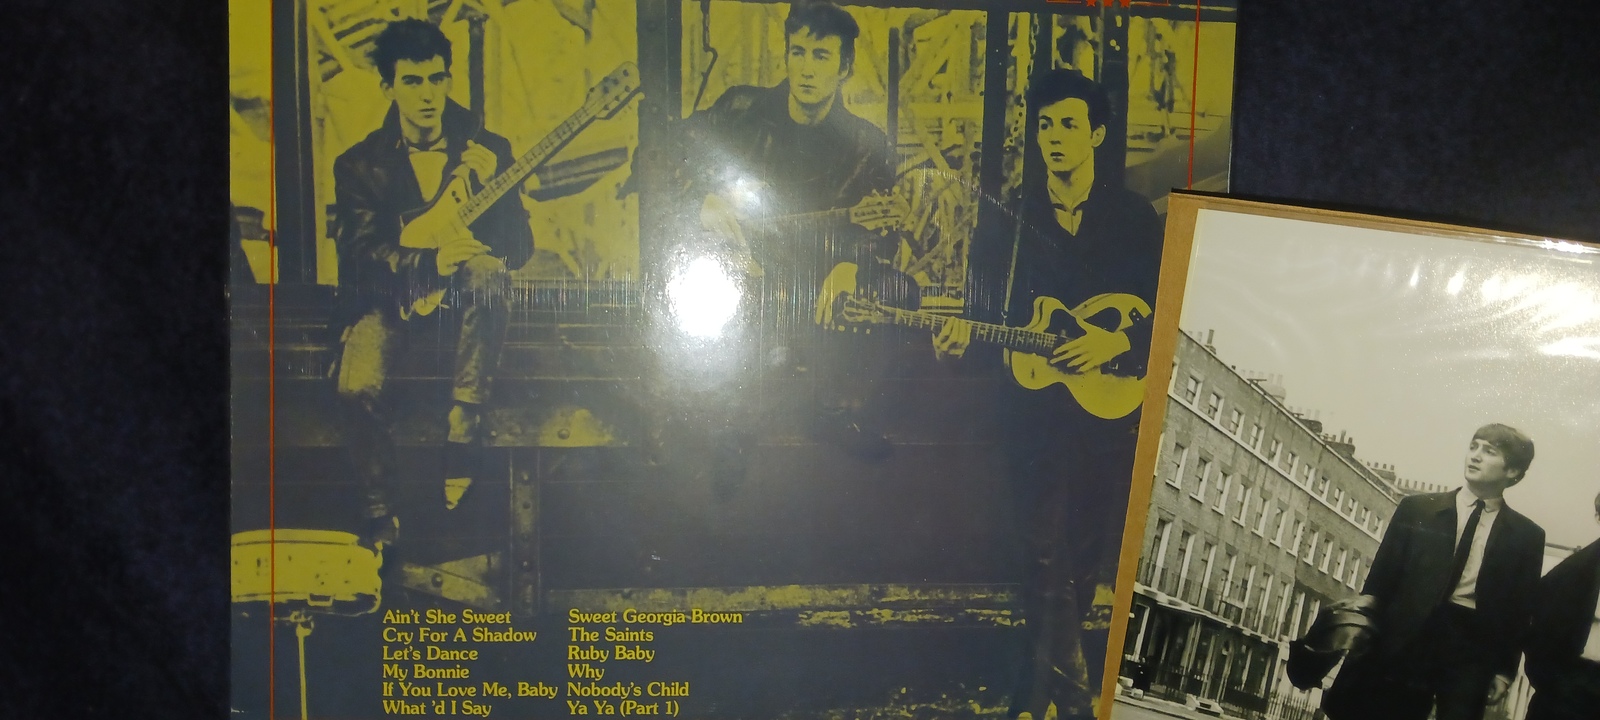 Ain't She Sweet
Cry For A Shadow
Let's Dance
My Bonnie
If You Love Me, Baby
What 'd I Say
Sweet Georgia Brown
The Saints
Ruby Baby
Why
Nobody's Child
Ya Ya (Part 1)